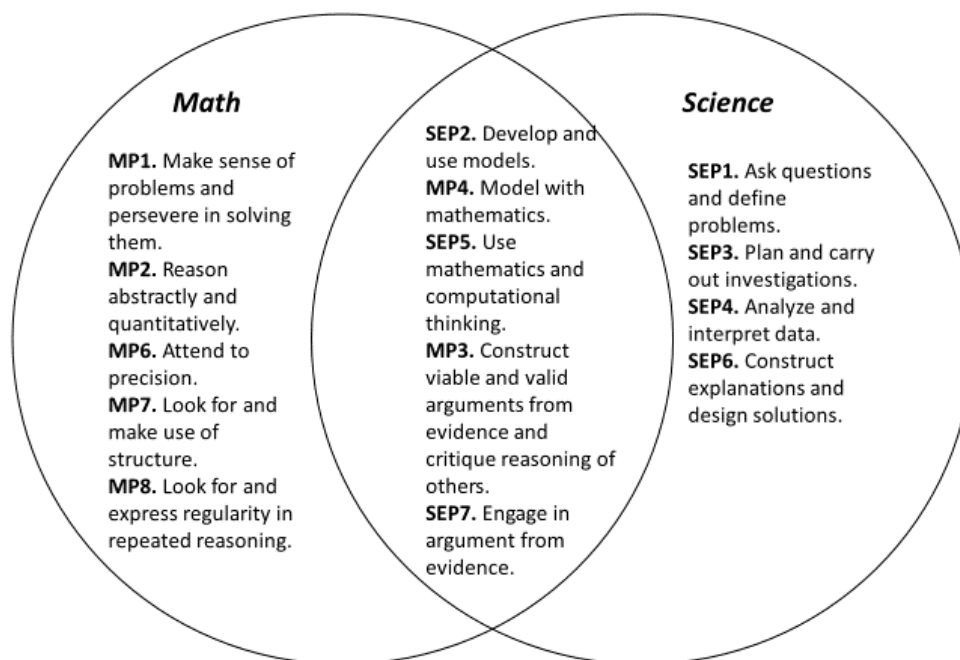 Math
MP1. Make sense of
problems and
persevere in solving
them.
MP2. Reason
abstractly and
quantitatively.
MP6. Attend to
precision.
MP7. Look for and
make use of
structure.
MP8. Look for and
express regularity in
repeated reasoning.
SEP2. Develop and
use models.
MP4. Model with
mathematics.
SEP5. Use
mathematics and
computational
thinking.
MP3. Construct
viable and valid
arguments from
evidence and
critique reasoning of
others.
SEP7. Engage in
argument from
evidence.
Science
SEP1. Ask questions
and define
problems.
SEP3. Plan and carry
out investigations.
SEP4. Analyze and
interpret data.
SEP6. Construct
explanations and
design solutions.